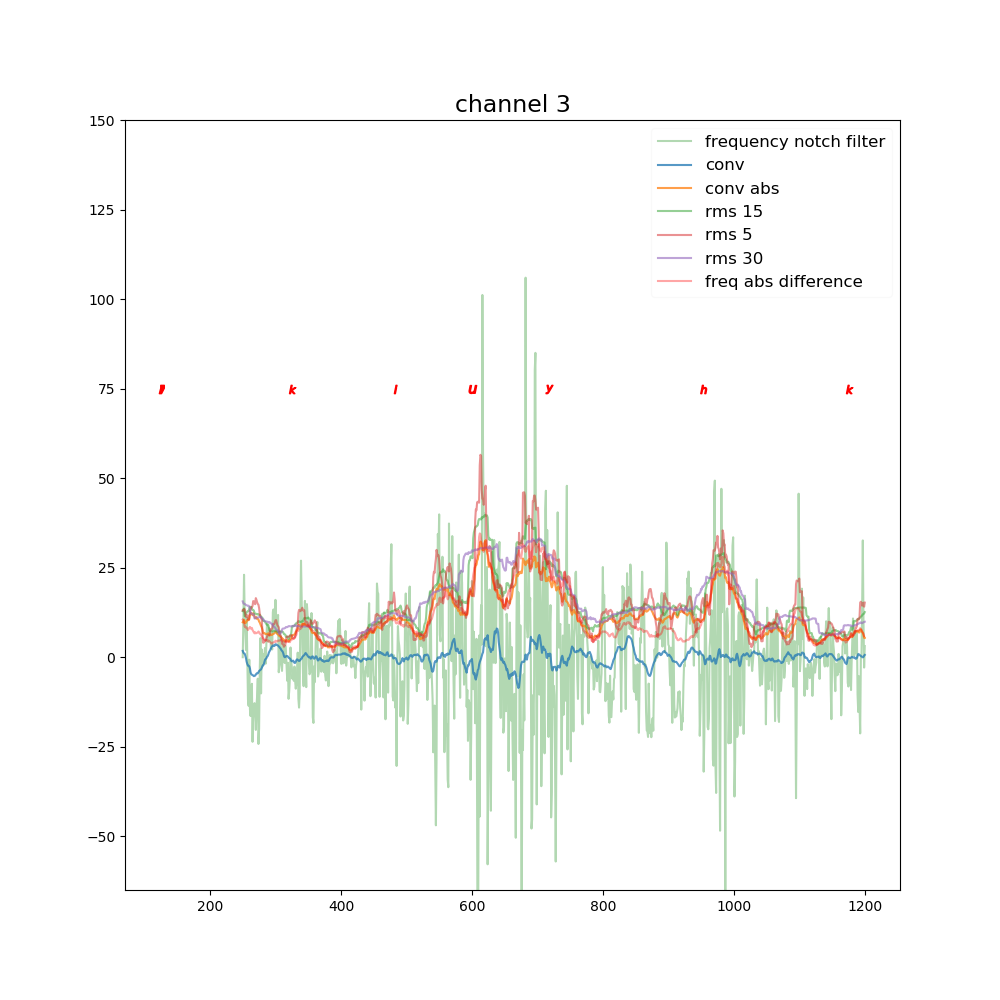 channel 3
150
frequency notch filter
conv
conv abs
rms 15
rms 5
rms 30
freq abs difference
125
100
75
k l u y h k
50
25
0
−25
−50
200 400 600 800 1000 1200